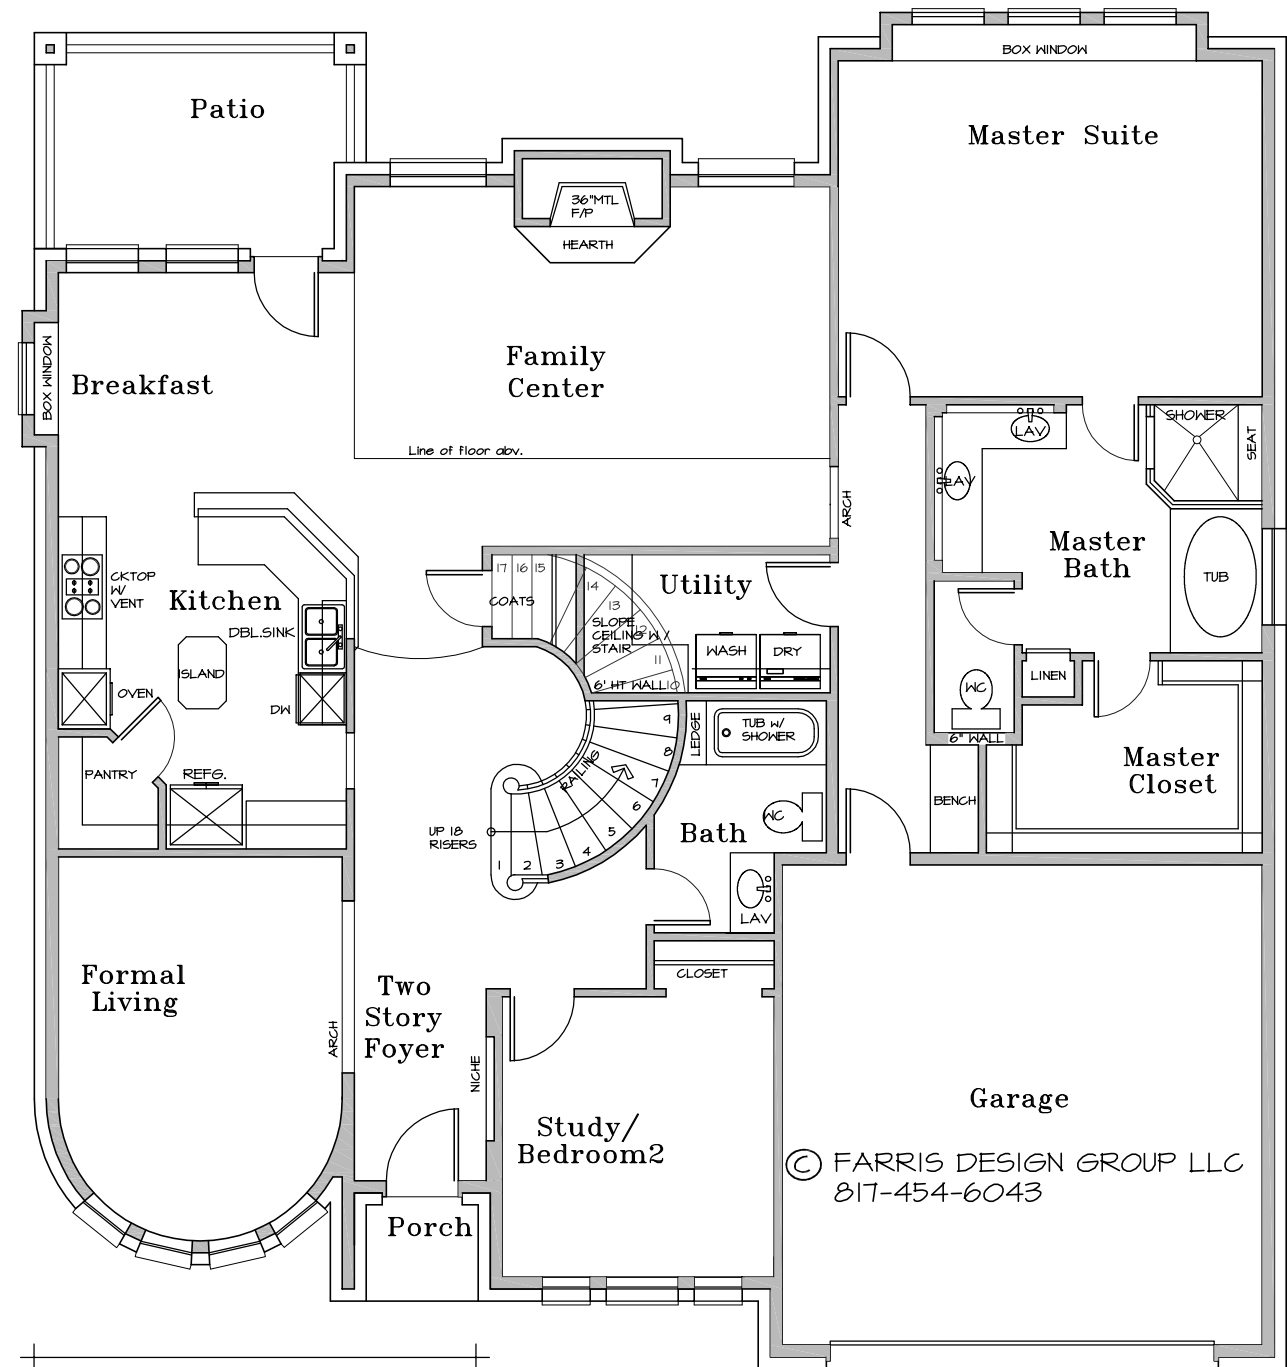 BOX WINDOW
Patio
Master Suite
36"MTL
F/P
HEARTH
Family
Center
Breakfast
BOX WINDOW
Line of floor abv.
SHOWER
SEAT
LAV
LAV
ARCH
Master
Bath
TUB
CKTOP
W/
VENT
Kitchen
DBL.SINK
ISLAND
OVEN
DW
17 16 15
14
13
12
11
10
COATS
Utility
SLOPE
CEILING W/
STAIR
6' HT WALL
WASH
DRY
WC
LINEN
6" WALL
Master
Closet
BENCH
PANTRY
REFG.
LEDGE
TUB W/
SHOWER
RAILING
9
8
7
6
5
4
3
2
1
UP 18
RISERS
WC
Bath
LAV
CLOSET
Formal
Living
ARCH
Two
Story
Foyer
NICHE
Study/
Bedroom2
Garage
© FARRIS DESIGN GROUP LLC
817-454-6043
Porch